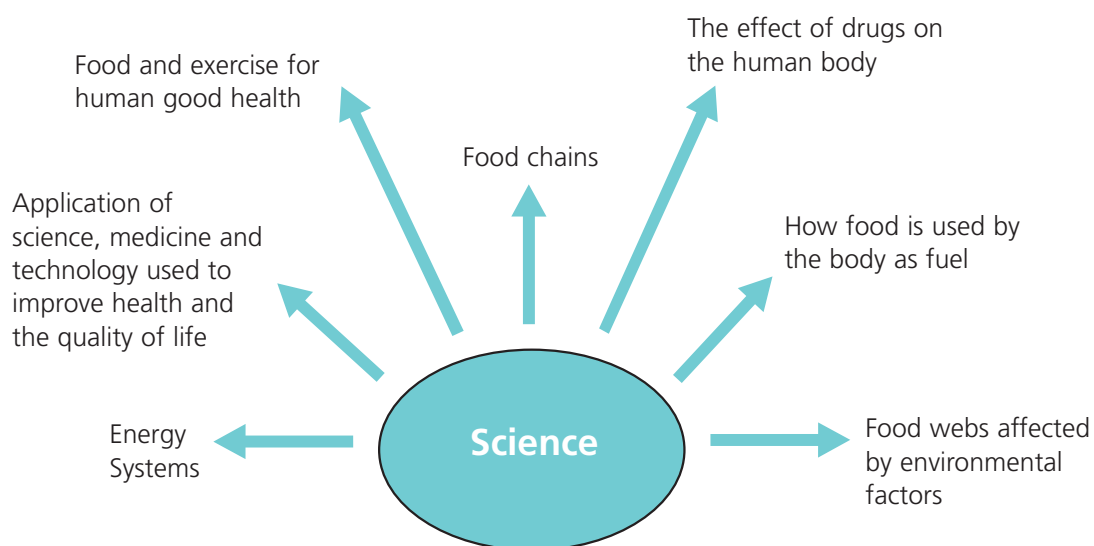 The effect of drugs on
the human body
Food and exercise for
human good health
Food chains
Application of
science, medicine and
technology used to
improve health and
the quality of life
How food is used by
the body as fuel
Energy
Systems
Science
Food webs affected
by environmental
factors